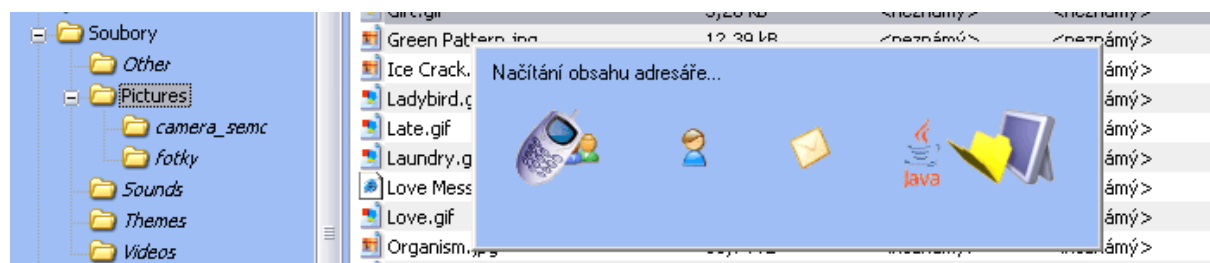 Soubory
Other
Pictures
camera_semc
fotky
Sounds
Themes
Videos
Green Pattern.jpg 12,39 kB <neznámý> <neznámý>
Ice Crack. ámý>
Ladybird.g ámý>
Late.gif ámý>
Laundry.g ámý>
Love Mess ámý>
Love.gif ámý>
Organism.jpg ámý>
Načítání obsahu adresáře...
Java